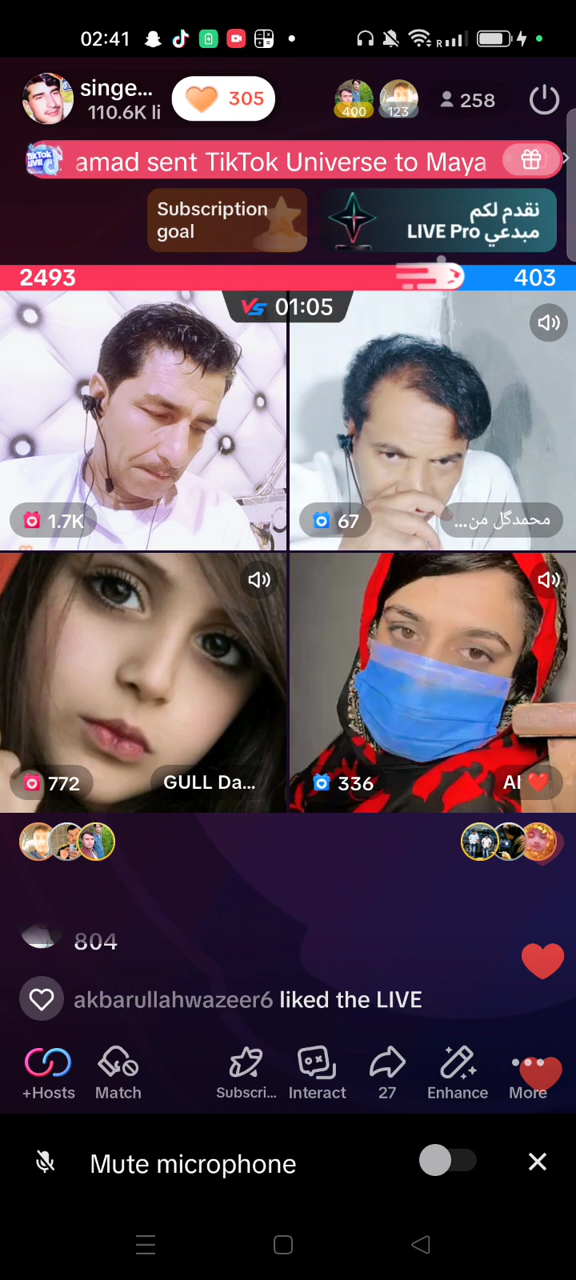 02:41
R
singe...
110.6K li
305
400
123
258
amad sent TikTok Universe to Maya
Subscription
goal
نقدم لكم
مبدعي LIVE Pro
2493
403
VS 01:05
1.7K
67
محمدگل من...
772
GULL Da...
336
AI ❤️
804
akbarullahwazeer6 liked the LIVE
+Hosts
Match
Subscri...
Interact
27
Enhance
More
Mute microphone